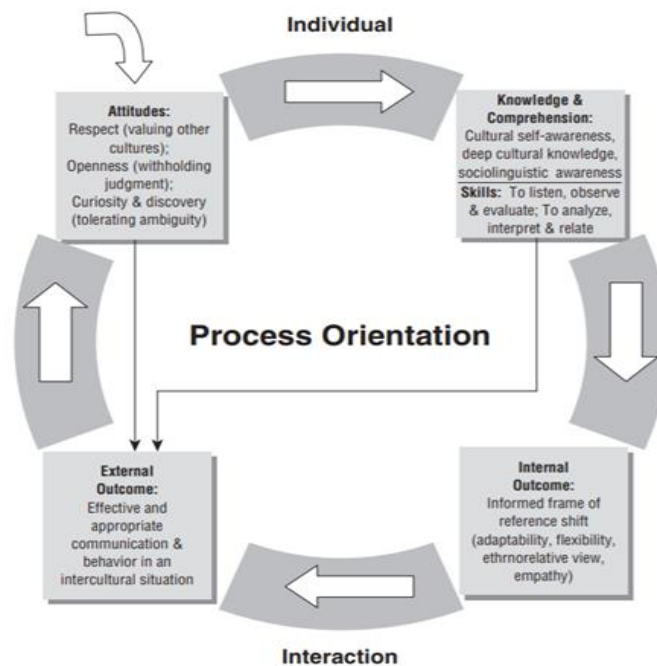 Individual
Attitudes:
Respect (valuing other
cultures);
Openness (withholding
judgment);
Curiosity & discovery
(tolerating ambiguity)
Knowledge &
Comprehension:
Cultural self-awareness,
deep cultural knowledge,
sociolinguistic awareness
Skills: To listen, observe
& evaluate; To analyze,
interpret & relate
Process Orientation
External
Outcome:
Effective and
appropriate
communication &
behavior in an
intercultural situation
Internal
Outcome:
Informed frame of
reference shift
(adaptability, flexibility,
ethrnorelative view,
empathy)
Interaction